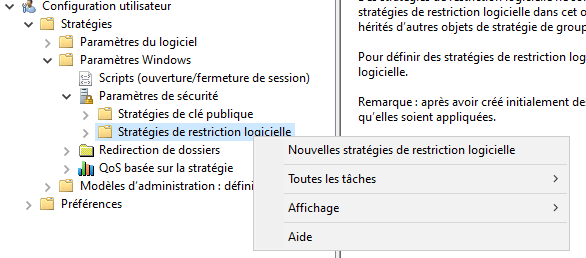 Configuration utilisateur
Stratégies
Paramètres du logiciel
Paramètres Windows
Scripts (ouverture/fermeture de session)
Paramètres de sécurité
Stratégies de clé publique
Stratégies de restriction logicielle
Redirection de dossiers
QoS basée sur la stratégie
Modèles d'administration : défini
Préférences
stratégies de restriction logicielle dans cet o
hérités d'autres objets de stratégie de group
Pour définir des stratégies de restriction log
logicielle.
Remarque : après avoir créé initialement des
qu'elles soient appliquées.
Nouvelles stratégies de restriction logicielle
Toutes les tâches
Affichage
Aide